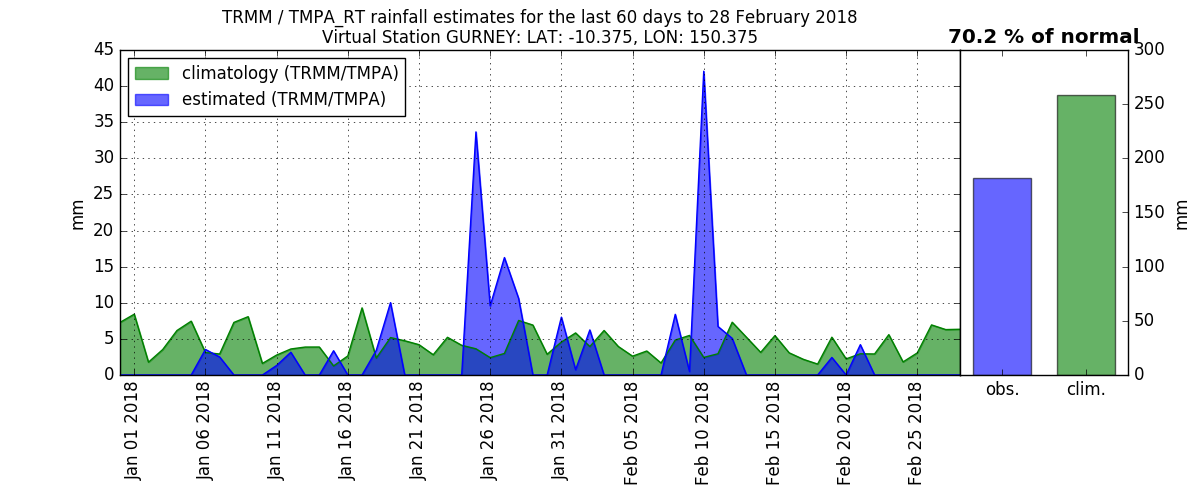 TRMM / TMPA_RT rainfall estimates for the last 60 days to 28 February 2018
Virtual Station GURNEY: LAT: -10.375, LON: 150.375
70.2 % of normal
climatology (TRMM/TMPA)
estimated (TRMM/TMPA)
45
40
35
30
25
20
15
10
5
0
mm
Jan 01 2018
Jan 06 2018
Jan 11 2018
Jan 16 2018
Jan 21 2018
Jan 26 2018
Jan 31 2018
Feb 05 2018
Feb 10 2018
Feb 15 2018
Feb 20 2018
Feb 25 2018
300
250
200
150
100
50
0
mm
obs.
clim.